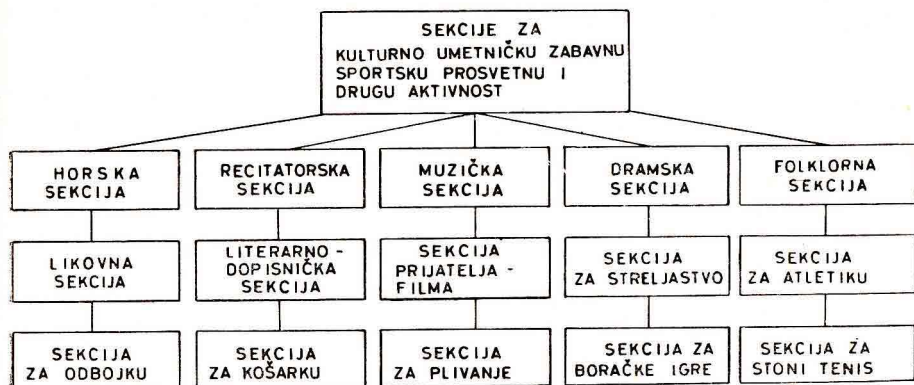 SEKCIJE ZA
KULTURNO UMETNIČKU ZABAVNU
SPORTSKU PROSVETNU I
DRUGU AKTIVNOST
HORSKA
SEKCIJA
RECITATORSKA
SEKCIJA
MUZIČKA
SEKCIJA
DRAMSKA
SEKCIJA
FOLKLORNA
SEKCIJA
LIKOVNA
SEKCIJA
LITERARNO-
DOPISNIČKA
SEKCIJA
SEKCIJA
PRIJATELJA-
FILMA
SEKCIJA
ZA STRELJASTVO
SEKCIJA
ZA ATLETIKU
SEKCIJA
ZA ODBOJKU
SEKCIJA
ZA KOŠARKU
SEKCIJA
ZA PLIVANJE
SEKCIJA ZA
BORAČKE IGRE
SEKCIJA ZA
STONI TENIS